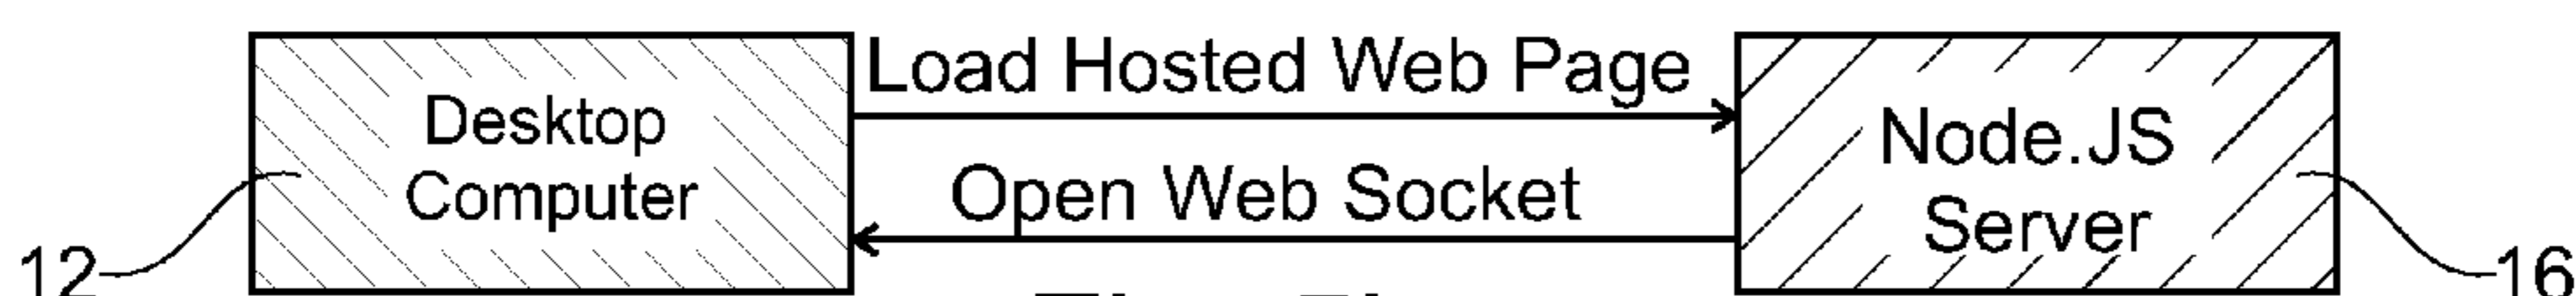 Load Hosted Web Page
Desktop
Computer
Node.JS
Server
Open Web Socket
12
16